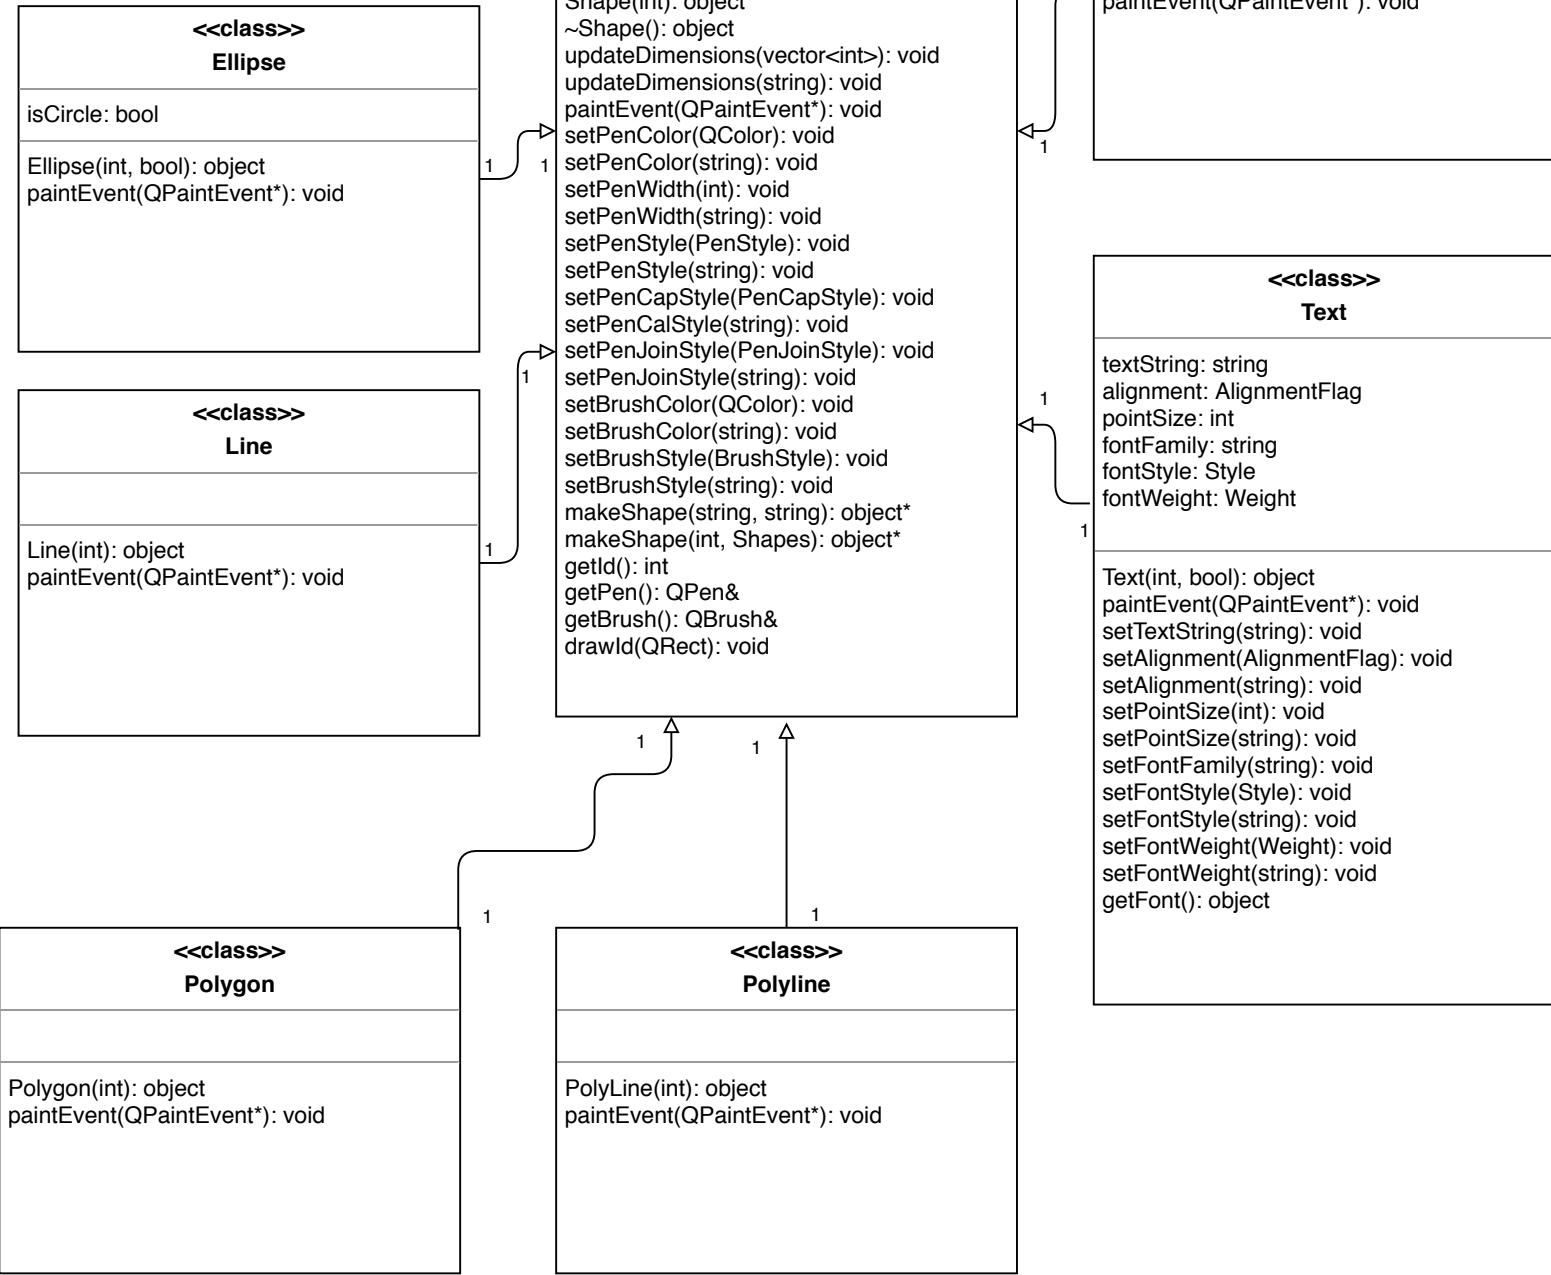 <<class>>
Ellipse
isCircle: bool
Ellipse(int, bool): object
paintEvent(QPaintEvent*): void
1
1
<<class>>
Line
Line(int): object
paintEvent(QPaintEvent*): void
1
1
Shape(int): object
~Shape(): object
updateDimensions(vector<int>): void
updateDimensions(string): void
paintEvent(QPaintEvent*): void
setPenColor(QColor): void
setPenColor(string): void
setPenWidth(int): void
setPenWidth(string): void
setPenStyle(PenStyle): void
setPenStyle(string): void
setPenCapStyle(PenCapStyle): void
setPenCalStyle(string): void
setPenJoinStyle(PenJoinStyle): void
setPenJoinStyle(string): void
setBrushColor(QColor): void
setBrushColor(string): void
setBrushStyle(BrushStyle): void
setBrushStyle(string): void
makeShape(string, string): object*
makeShape(int, Shapes): object*
getId(): int
getPen(): QPen&
getBrush(): QBrush&
drawId(QRect): void
paintEvent(QPaintEvent*): void
1
1
1
<<class>>
Text
textString: string
alignment: AlignmentFlag
pointSize: int
fontFamily: string
fontStyle: Style
fontWeight: Weight
Text(int, bool): object
paintEvent(QPaintEvent*): void
setTextString(string): void
setAlignment(AlignmentFlag): void
setAlignment(string): void
setPointSize(int): void
setPointSize(string): void
setFontFamily(string): void
setFontStyle(Style): void
setFontStyle(string): void
setFontWeight(Weight): void
setFontWeight(string): void
getFont(): object
1
1
1
1
<<class>>
Polygon
Polygon(int): object
paintEvent(QPaintEvent*): void
<<class>>
Polyline
PolyLine(int): object
paintEvent(QPaintEvent*): void